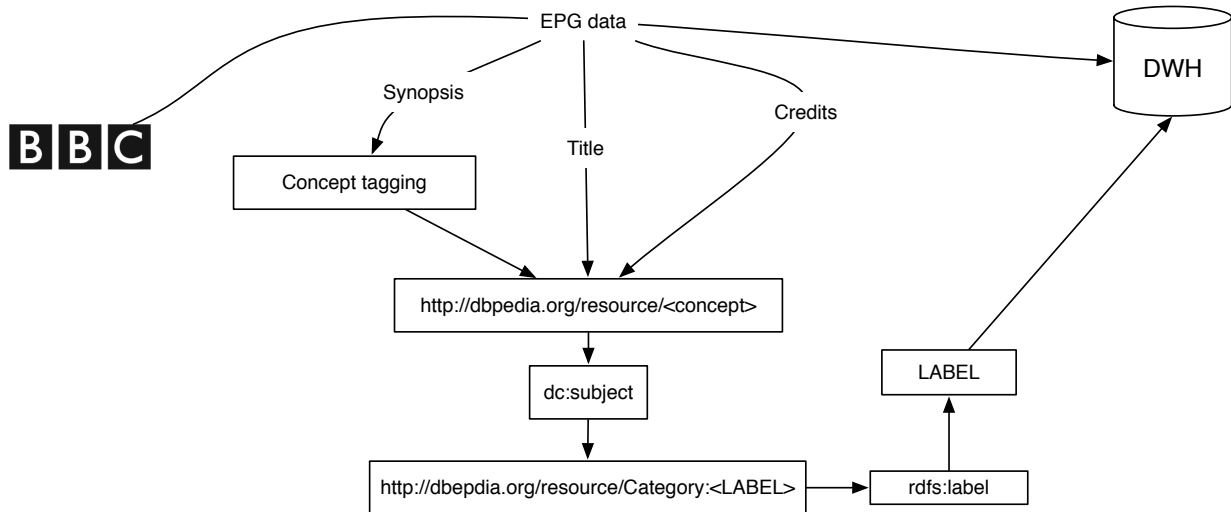 EPG data
DWH
Synopsis
Credits
BBC
Title
Concept tagging
http://dbpedia.org/resource/<concept>
LABEL
dc:subject
http://dbepdia.org/resource/Category:<LABEL>
rdfs:label